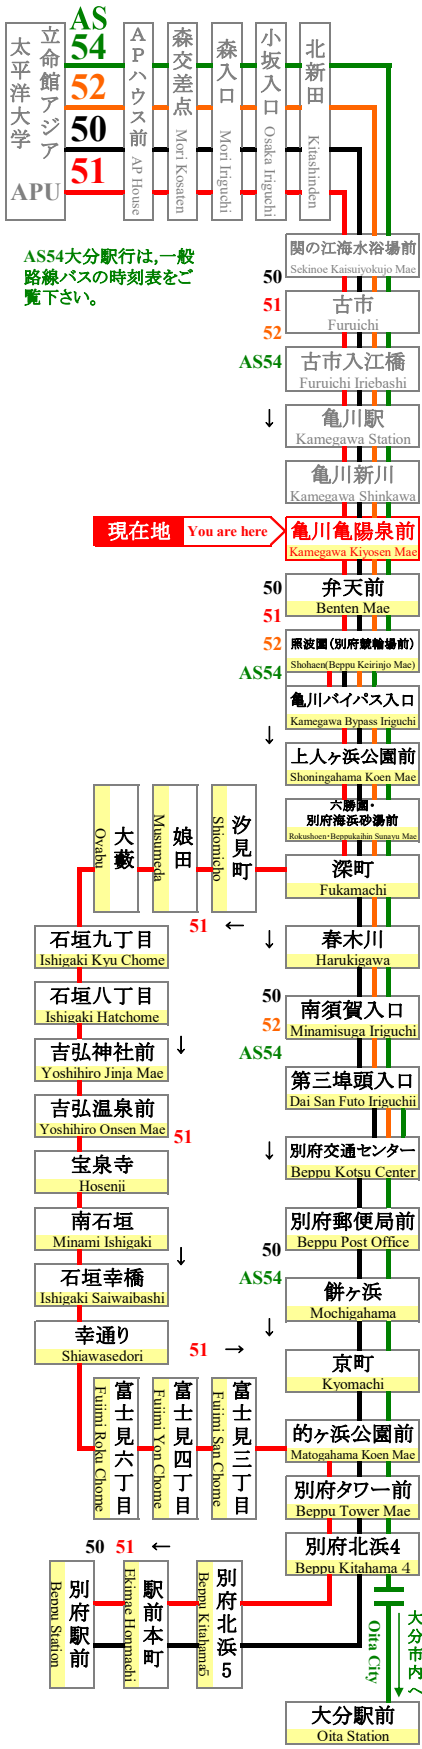 AS
54
52
50
51
立命館アジア
太平洋大学
APU
APハウス前
AP House
森交差点
Mori Kosaten
森入口
Mori Iriguchi
小坂入口
Osaka Iriguchi
北新田
Kitashinden
AS54大分駅行は,一般
路線バスの時刻表をご
覧下さい。
関の江海水浴場前
Sekinoe Kaisuiyokujo Mae
50
51
52
AS54
↓
古市
Furuichi
古市入江橋
Furuichi Iriebashi
亀川駅
Kamegawa Station
亀川新川
Kamegawa Shinkawa
現在地 You are here
亀川亀陽泉前
Kamegawa Kiyosen Mae
50
51
52
AS54
↓
弁天前
Benten Mae
照波園(別府競輪場前)
Shohaen(Beppu Keirinjo Mae)
亀川バイパス入口
Kamegawa Bypass Iriguchi
上人ヶ浜公園前
Shoningahama Koen Mae
六勝園・
別府海浜砂湯前
Rokushoen・Beppukaihin Sunayu Mae
深町
Fukamachi
汐見町
Shiomicho
娘田
Musumeda
大藪
Oyabu
51 ←
↓
春木川
Harukigawa
50
52
AS54
↓
南須賀入口
Minamisuga Iriguchi
第三埠頭入口
Dai San Futo Iriguchii
別府交通センター
Beppu Kotsu Center
別府郵便局前
Beppu Post Office
50
AS54
↓
餅ヶ浜
Mochigahama
京町
Kyomachi
石垣九丁目
Ishigaki Kyu Chome
石垣八丁目
Ishigaki Hatchome
↓
吉弘神社前
Yoshihiro Jinja Mae
吉弘温泉前
Yoshihiro Onsen Mae
51
宝泉寺
Hosenji
南石垣
Minami Ishigaki
↓
石垣幸橋
Ishigaki Saiwaibashi
幸通り
Shiawasedori
51 →
富士見六丁目
Fujimi Roku Chome
富士見四丁目
Fujimi Yon Chome
富士見三丁目
Fujimi San Chome
的ヶ浜公園前
Matogahama Koen Mae
別府タワー前
Beppu Tower Mae
別府北浜4
Beppu Kitahama 4
50 51 ←
別府北浜5
Beppu Kitahama5
駅前本町
Ekimae Honmachi
別府駅前
Beppu Station
大分市内へ
Oita City
↓
大分駅前
Oita Station